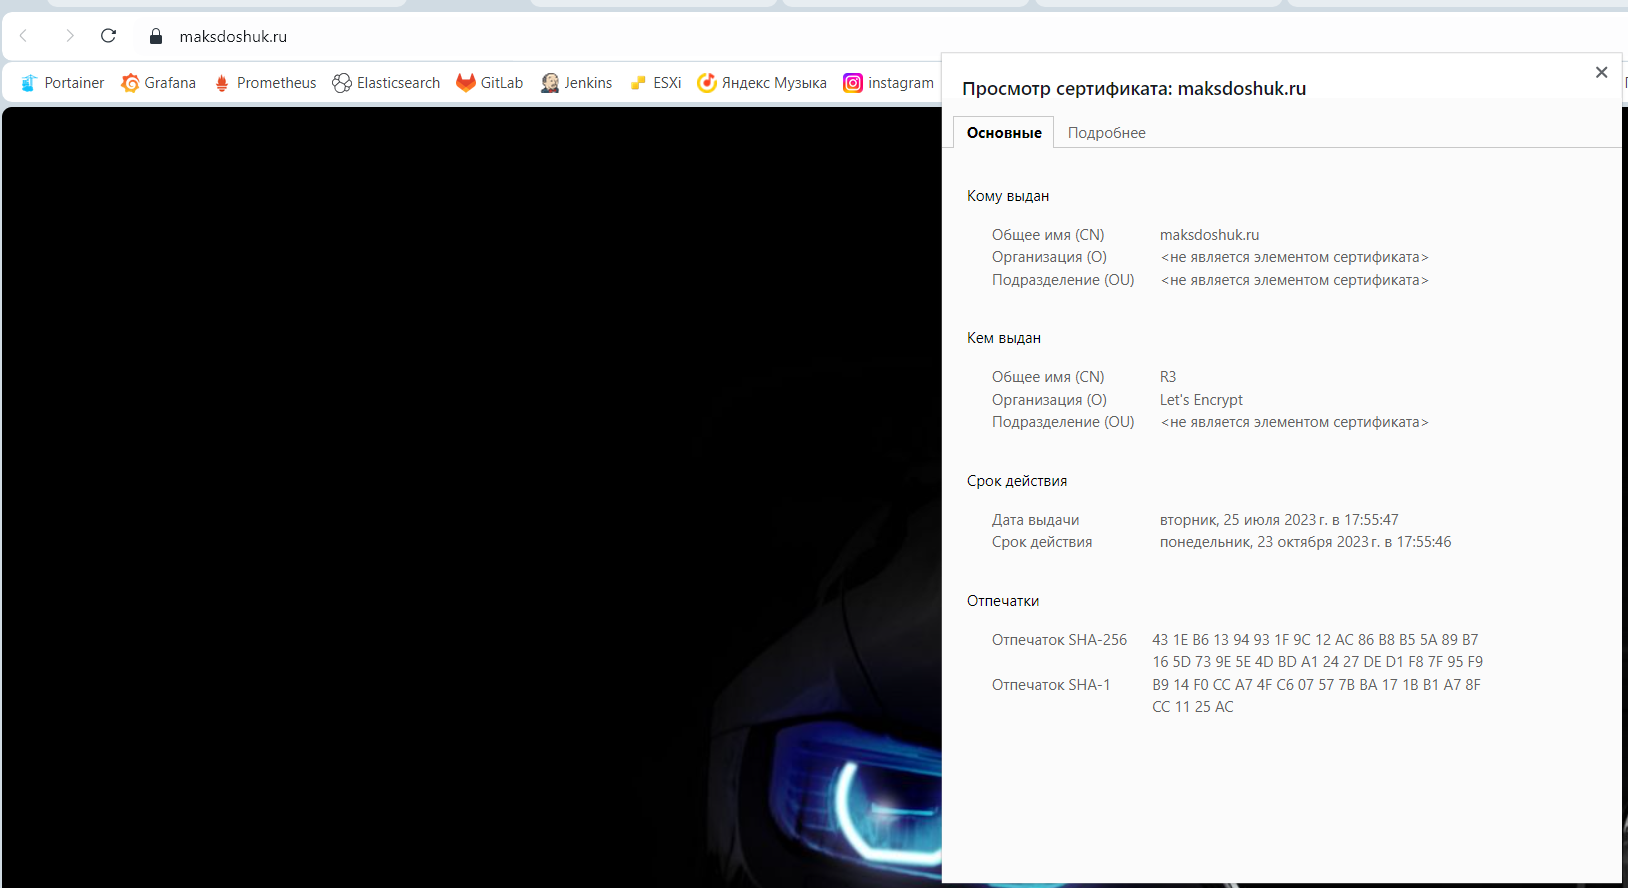 maksdoshuk.ru
Portainer Grafana Prometheus Elasticsearch GitLab Jenkins ESXi Яндекс Музыка instagram
Просмотр сертификата: maksdoshuk.ru
Основные Подробнее
Кому выдан
Общее имя (CN) maksdoshuk.ru
Организация (O) <не является элементом сертификата>
Подразделение (OU) <не является элементом сертификата>
Кем выдан
Общее имя (CN) R3
Организация (O) Let's Encrypt
Подразделение (OU) <не является элементом сертификата>
Срок действия
Дата выдачи вторник, 25 июля 2023 г. в 17:55:47
Срок действия понедельник, 23 октября 2023 г. в 17:55:46
Отпечатки
Отпечаток SHA-256 43 1E B6 13 94 93 1F 9C 12 AC 86 B8 B5 5A 89 B7
16 5D 73 9E 5E 4D BD A1 24 27 DE D1 F8 7F 95 F9
Отпечаток SHA-1 B9 14 F0 CC A7 4F C6 07 57 7B BA 17 1B B1 A7 8F
CC 11 25 AC